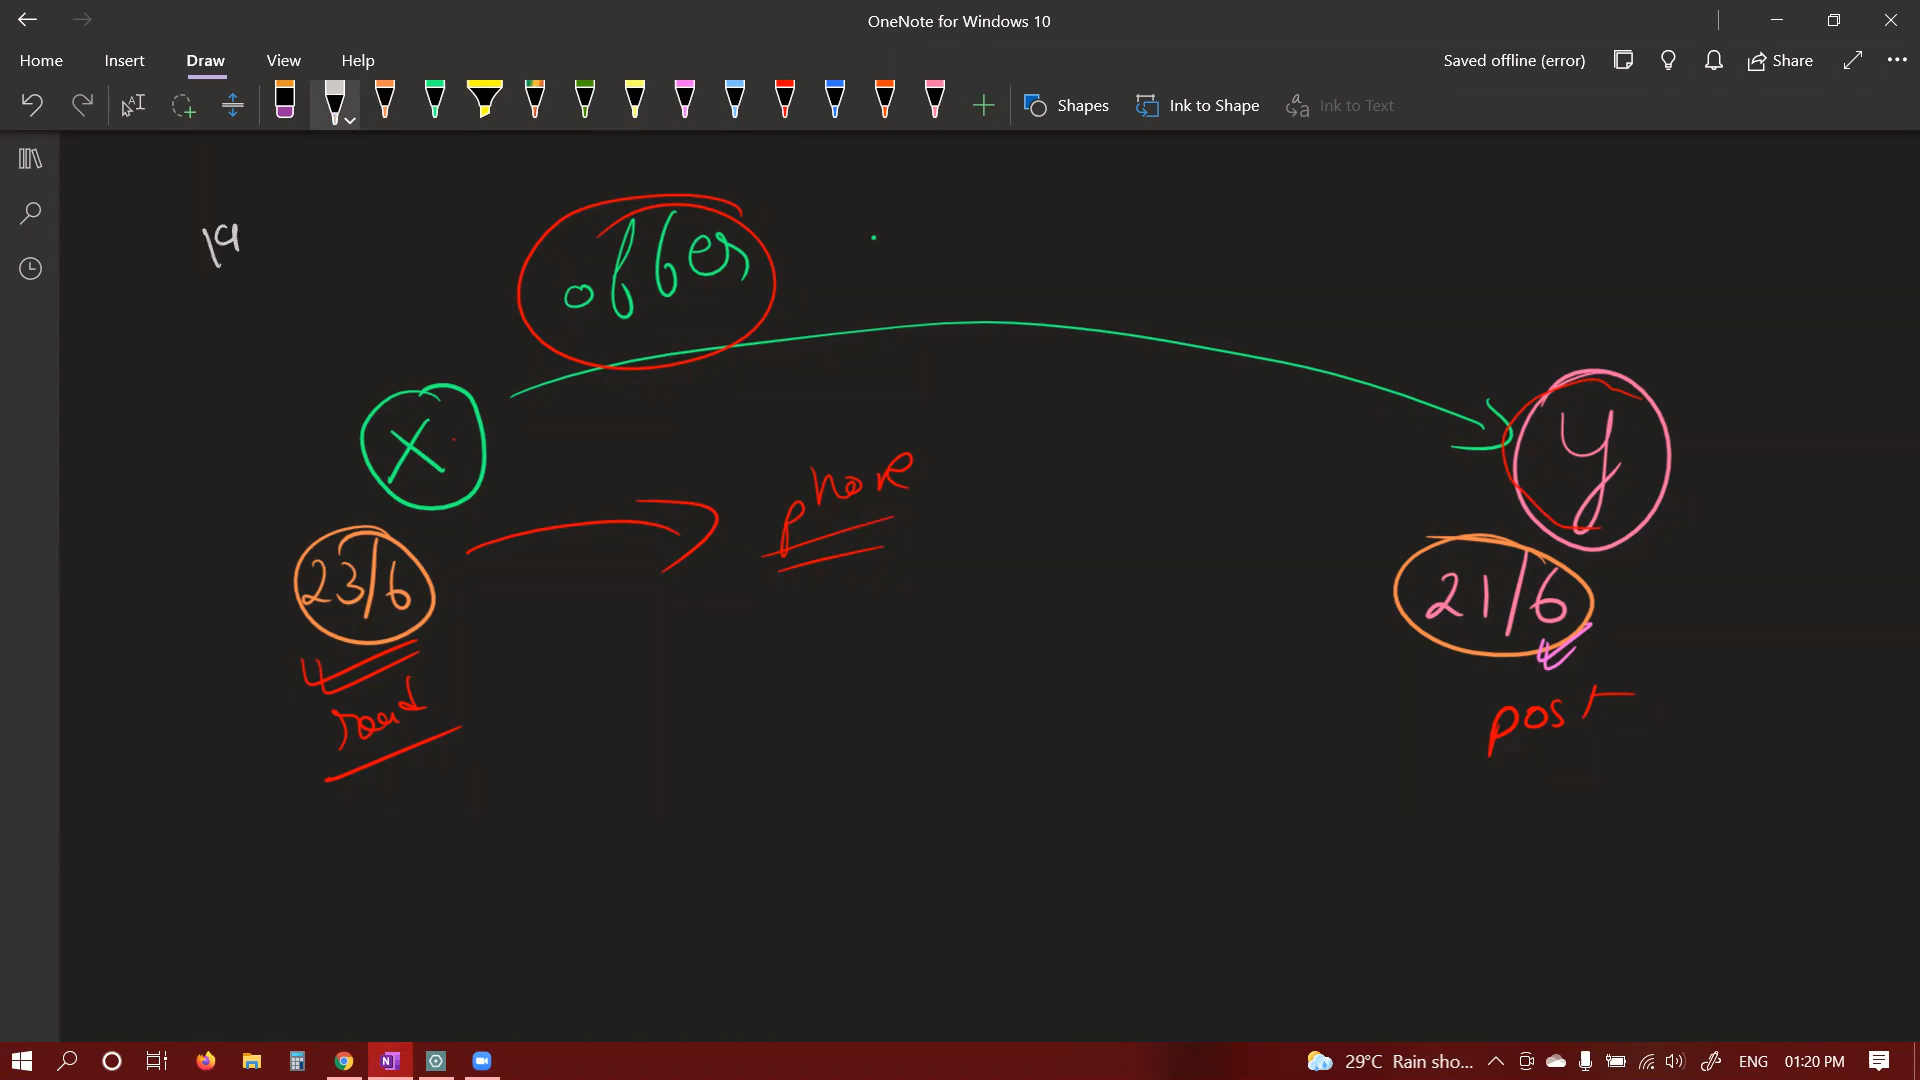 OneNote for Windows 10
Home Insert Draw View Help
Saved offline (error) Share
Shapes Ink to Shape Ink to Text
19
offer
X
y
phone
23/6
21/6
read
post
29°C Rain sho... ENG 01:20 PM